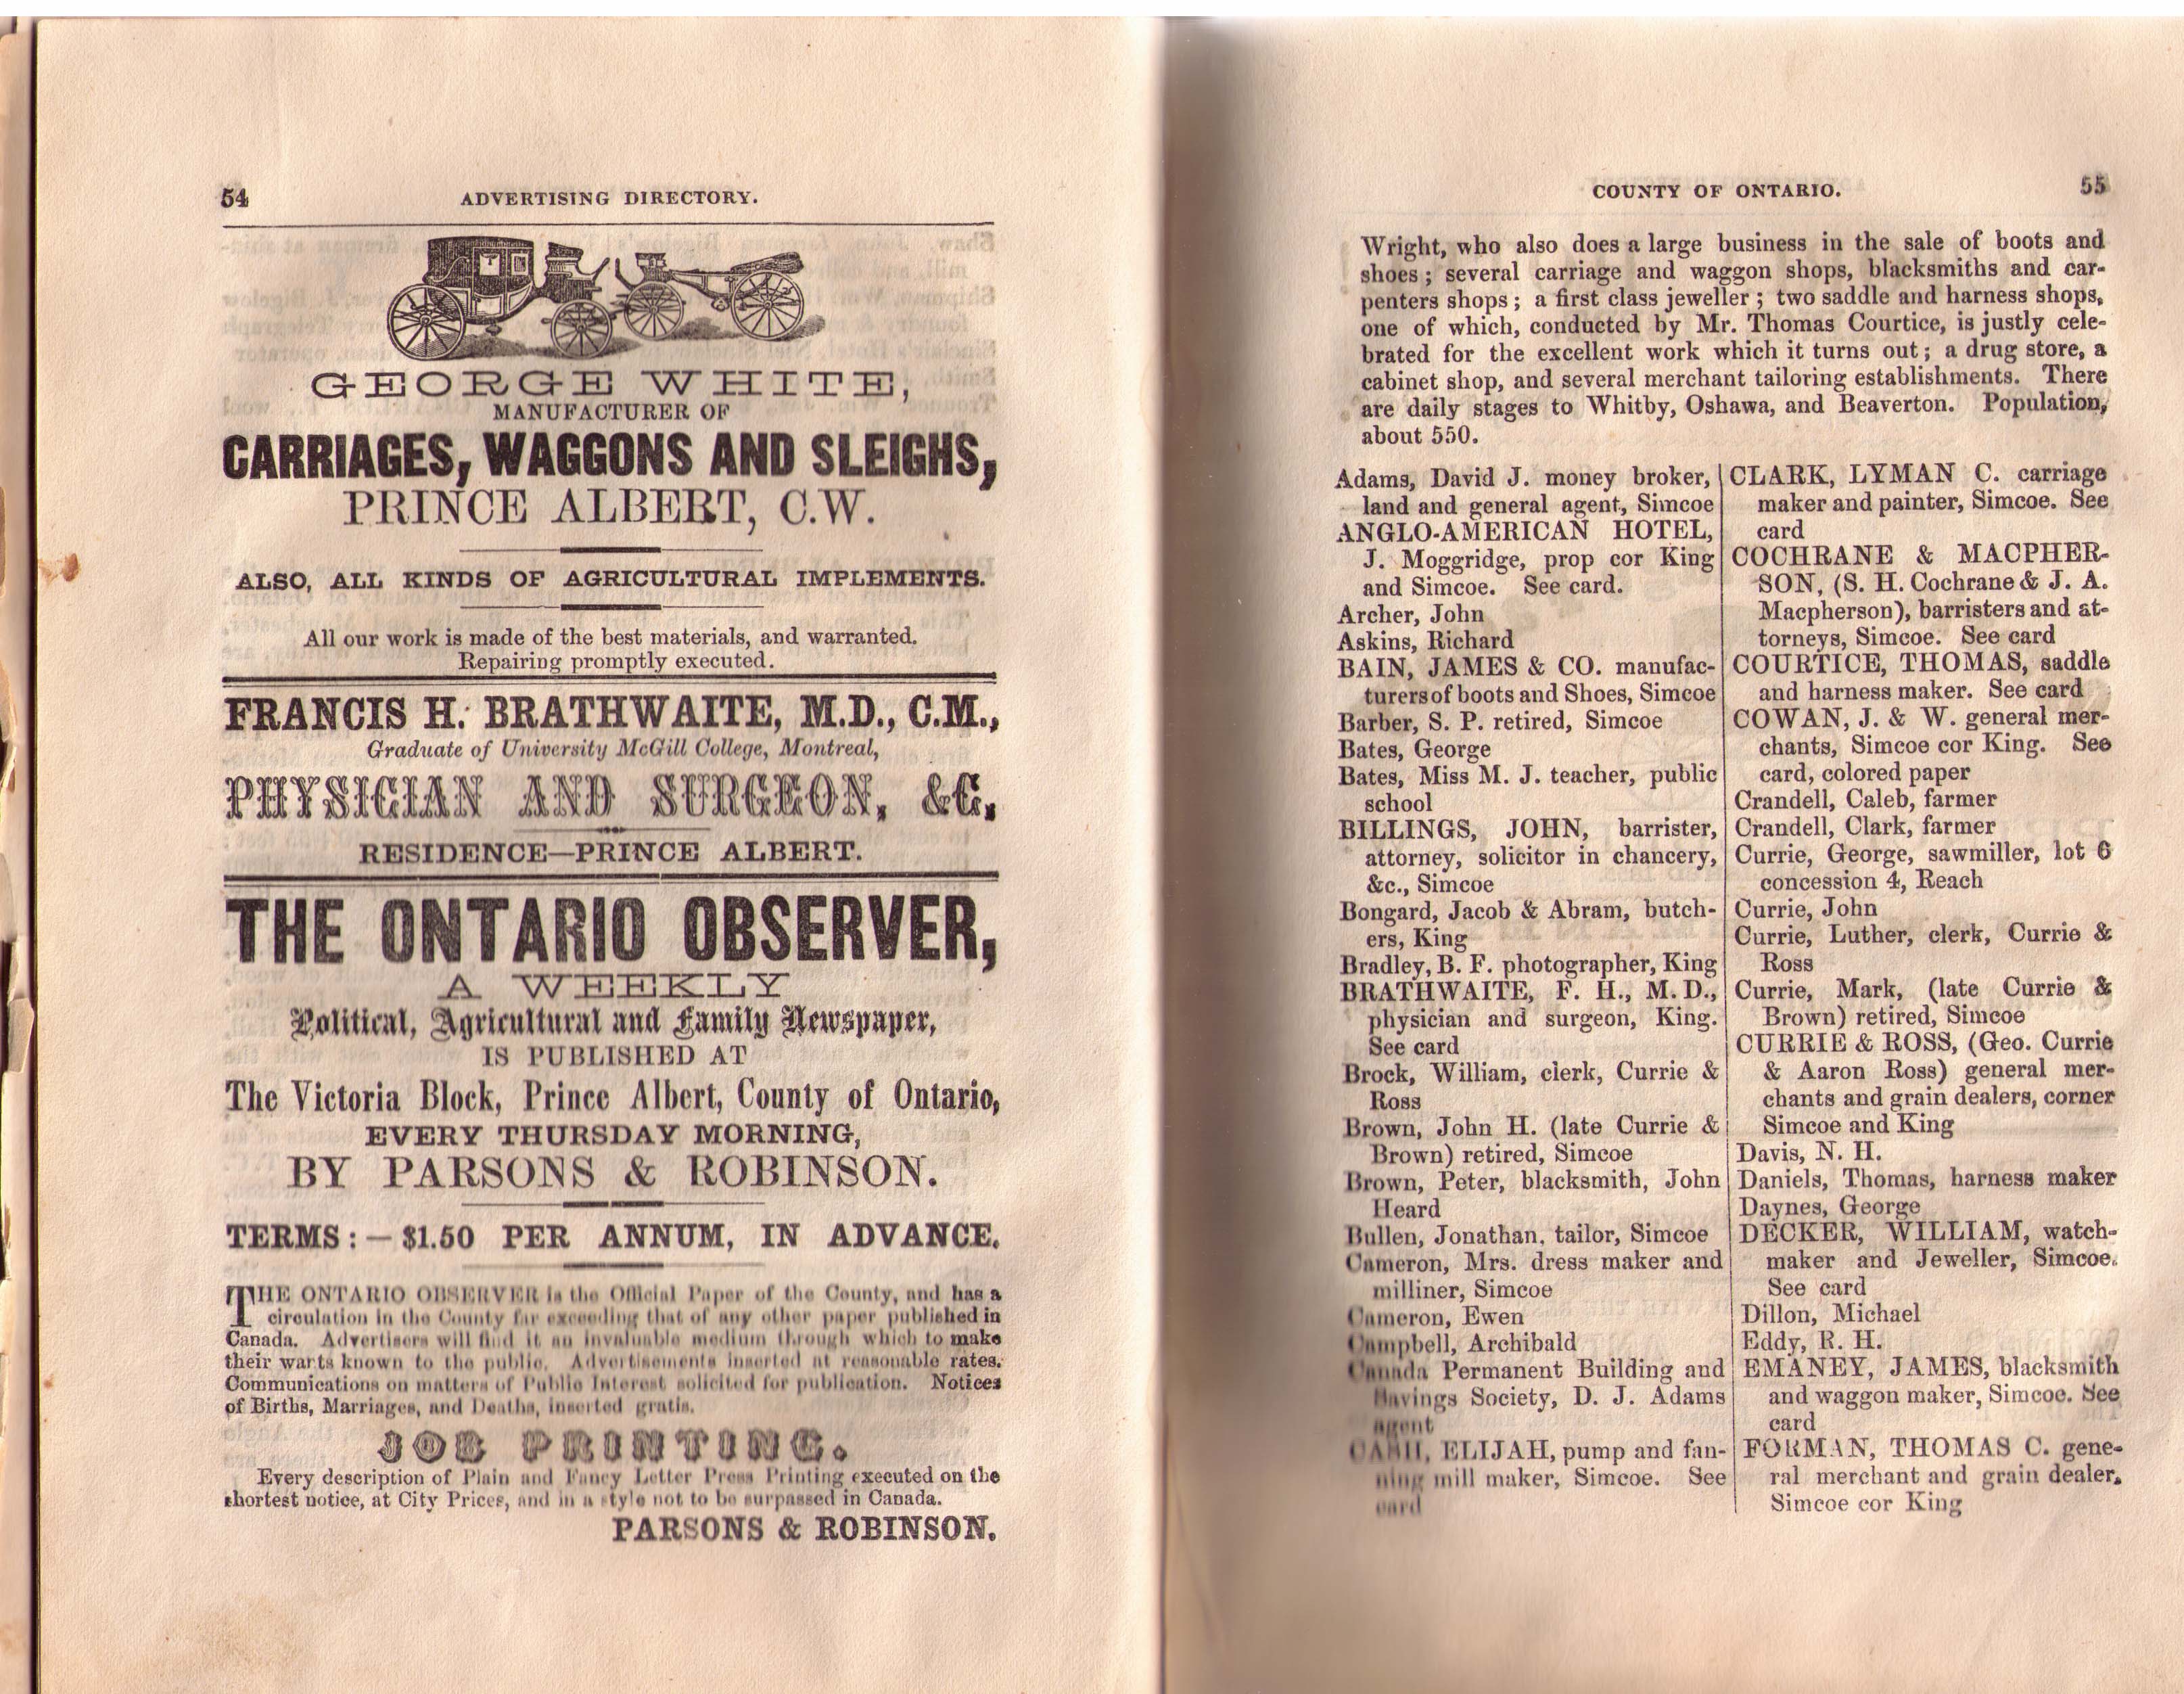 54
ADVERTISING DIRECTORY.
GEORGE WHITE,
MANUFACTURER OF
CARRIAGES, WAGGONS AND SLEIGHS,
PRINCE ALBERT, C.W.
ALSO, ALL KINDS OF AGRICULTURAL IMPLEMENTS.
All our work is made of the best materials, and warranted.
Repairing promptly executed.
FRANCIS H. BRATHWAITE, M.D., C.M.,
Graduate of University McGill College, Montreal,
PHYSICIAN AND SURGEON, &C,
RESIDENCE—PRINCE ALBERT.
THE ONTARIO OBSERVER,
A WEEKLY
Political, Agricultural and Family Newspaper,
IS PUBLISHED AT
The Victoria Block, Prince Albert, County of Ontario,
EVERY THURSDAY MORNING,
BY PARSONS & ROBINSON.
TERMS: — $1.50 PER ANNUM, IN ADVANCE.
THE ONTARIO OBSERVER is the Official Paper of the County, and has a
circulation in the County far exceeding that of any other paper published in
Canada. Advertisers will find it an invaluable medium through which to make
their warts known to the public. Advertisements inserted at reasonable rates.
Communications on matters of Public Interest solicited for publication. Notices
of Births, Marriages, and Deaths, inserted gratis.
JOB PRINTING.
Every description of Plain and Fancy Letter Press Printing executed on the
shortest notice, at City Prices, and in a style not to be surpassed in Canada.
PARSONS & ROBINSON.
COUNTY OF ONTARIO.
55
Wright, who also does a large business in the sale of boots and
shoes; several carriage and waggon shops, blacksmiths and car-
penters shops; a first class jeweller; two saddle and harness shops,
one of which, conducted by Mr. Thomas Courtice, is justly cele-
brated for the excellent work which it turns out; a drug store, a
cabinet shop, and several merchant tailoring establishments. There
are daily stages to Whitby, Oshawa, and Beaverton. Population,
about 550.
Adams, David J. money broker,
land and general agent, Simcoe
ANGLO-AMERICAN HOTEL,
J. Moggridge, prop cor King
and Simcoe. See card.
Archer, John
Askins, Richard
BAIN, JAMES & CO. manufac-
turers of boots and Shoes, Simcoe
Barber, S. P. retired, Simcoe
Bates, George
Bates, Miss M. J. teacher, public
school
BILLINGS, JOHN, barrister,
attorney, solicitor in chancery,
&c., Simcoe
Bongard, Jacob & Abram, butch-
ers, King
Bradley, B. F. photographer, King
BRATHWAITE, F. H., M.D.,
physician and surgeon, King.
See card
Brock, William, clerk, Currie &
Ross
Brown, John H. (late Currie &
Brown) retired, Simcoe
Brown, Peter, blacksmith, John
Heard
Bullen, Jonathan, tailor, Simcoe
Cameron, Mrs. dress maker and
milliner, Simcoe
Cameron, Ewen
Campbell, Archibald
Canada Permanent Building and
Savings Society, D. J. Adams
agent
CASH, ELIJAH, pump and fan-
ning mill maker, Simcoe. See
card
CLARK, LYMAN C. carriage
maker and painter, Simcoe. See
card
COCHRANE & MACPHER-
SON, (S. H. Cochrane & J. A.
Macpherson), barristers and at-
torneys, Simcoe. See card
COURTICE, THOMAS, saddle
and harness maker. See card
COWAN, J. & W. general mer-
chants, Simcoe cor King. See
card, colored paper
Crandell, Caleb, farmer
Crandell, Clark, farmer
Currie, George, sawmiller, lot 6
concession 4, Reach
Currie, John
Currie, Luther, clerk, Currie &
Ross
Currie, Mark, (late Currie &
Brown) retired, Simcoe
CURRIE & ROSS, (Geo. Currie
& Aaron Ross) general mer-
chants and grain dealers, corner
Simcoe and King
Davis, N. H.
Daniels, Thomas, harness maker
Daynes, George
DECKER, WILLIAM, watch-
maker and Jeweller, Simcoe.
See card
Dillon, Michael
Eddy, R. H.
EMANEY, JAMES, blacksmith
and waggon maker, Simcoe. See
card
FORMAN, THOMAS C. gene-
ral merchant and grain dealer,
Simcoe cor King